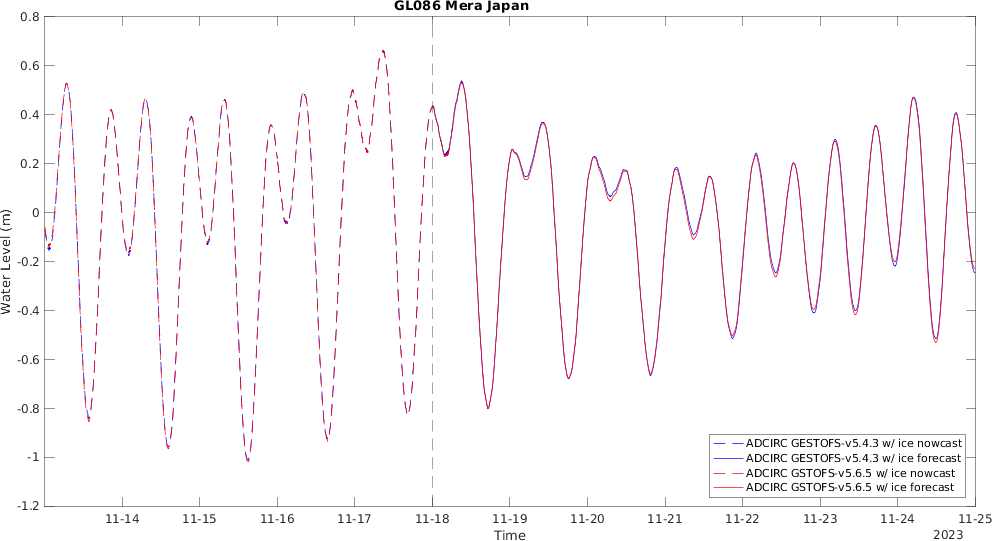 GL086 Mera Japan
0.8
0.6
0.4
0.2
0
-0.2
-0.4
-0.6
-0.8
-1
-1.2
Water Level (m)
ADCIRC GESTOFS-v5.4.3 w/ ice nowcast
ADCIRC GESTOFS-v5.4.3 w/ ice forecast
ADCIRC GSTOFS-v5.6.5 w/ ice nowcast
ADCIRC GSTOFS-v5.6.5 w/ ice forecast
11-14 11-15 11-16 11-17 11-18 11-19 11-20 11-21 11-22 11-23 11-24 11-25
Time
2023